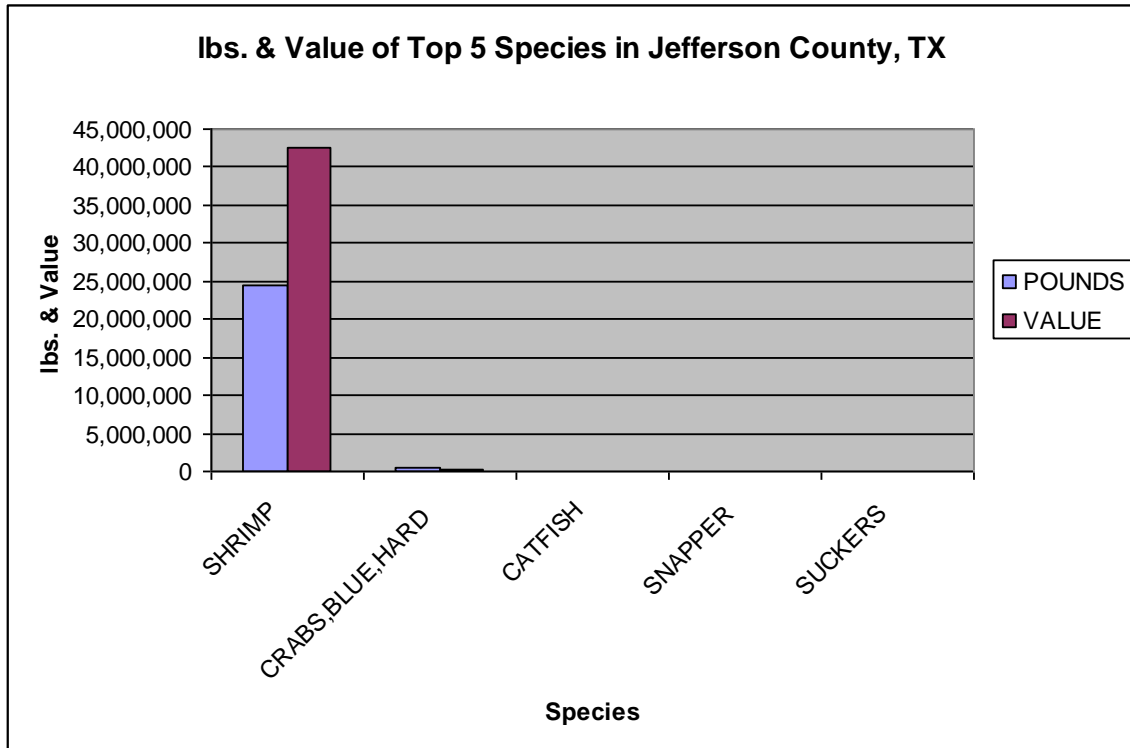 lbs. & Value of Top 5 Species in Jefferson County, TX
lbs. & Value
45,000,000
40,000,000
35,000,000
30,000,000
25,000,000
20,000,000
15,000,000
10,000,000
5,000,000
0
SHRIMP
CRABS,BLUE,HARD
CATFISH
SNAPPER
SUCKERS
Species
POUNDS
VALUE